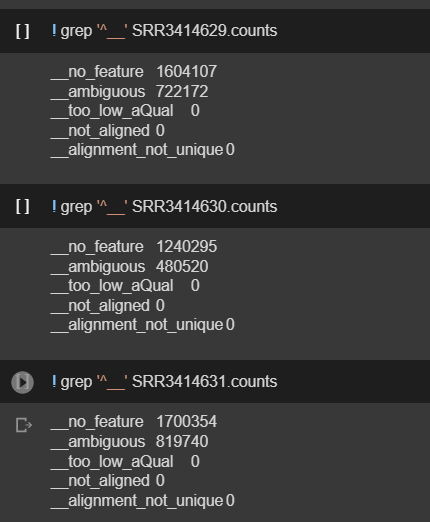 [ ] ! grep '^__' SRR3414629.counts
__no_feature 1604107
__ambiguous 722172
__too_low_aQual 0
__not_aligned 0
__alignment_not_unique 0
[ ] ! grep '^__' SRR3414630.counts
__no_feature 1240295
__ambiguous 480520
__too_low_aQual 0
__not_aligned 0
__alignment_not_unique 0
! grep '^__' SRR3414631.counts
__no_feature 1700354
__ambiguous 819740
__too_low_aQual 0
__not_aligned 0
__alignment_not_unique 0